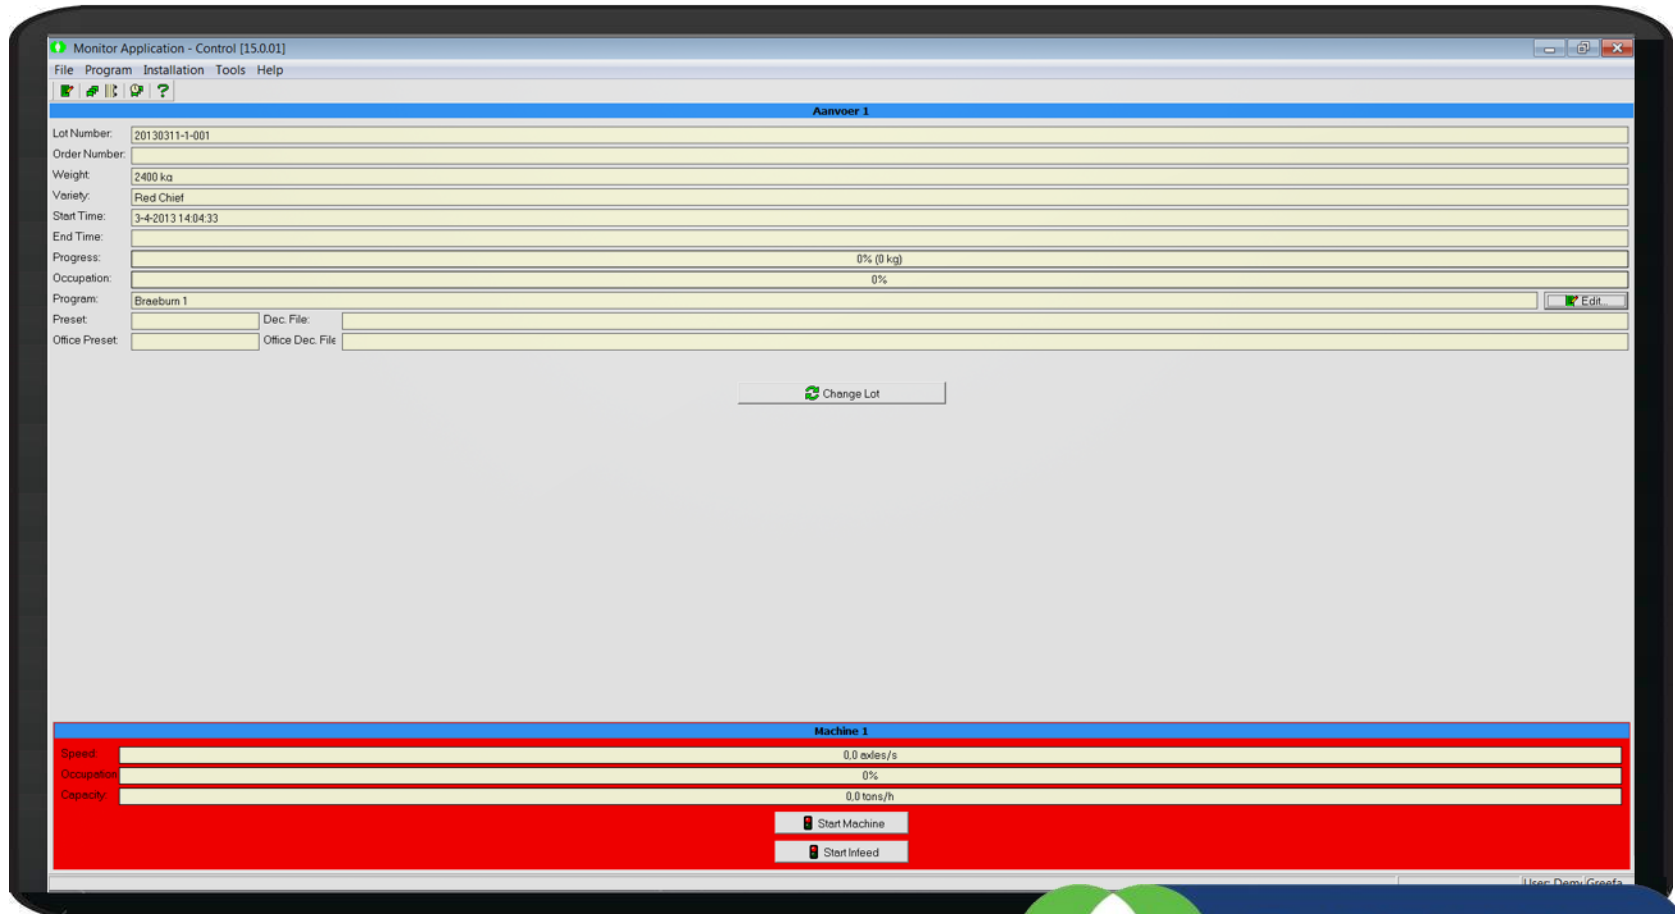 Monitor Application - Control [15.0.01]
File Program Installation Tools Help
Aanvoer 1
Lot Number: 20130311-1-001
Order Number:
Weight: 2400 kg
Variety: Red Chief
Start Time: 3-4-2013 14:04:33
End Time:
Progress: 0% (0 kg)
Occupation: 0%
Program: Braeburn 1 Edit...
Preset: Dec. File:
Office Preset: Office Dec. File
Change Lot
Machine 1
Speed: 0,0 axles/s
Occupation 0%
Capacity: 0,0 tons/h
Start Machine
Start Infeed
User: Greefa